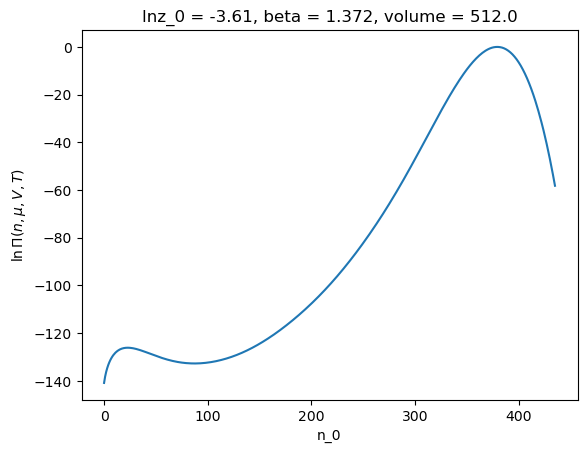 lnz_0 = -3.61, beta = 1.372, volume = 512.0
ln Π(n, μ, V, T)
0
−20
−40
−60
−80
−100
−120
−140
0 100 200 300 400
n_0